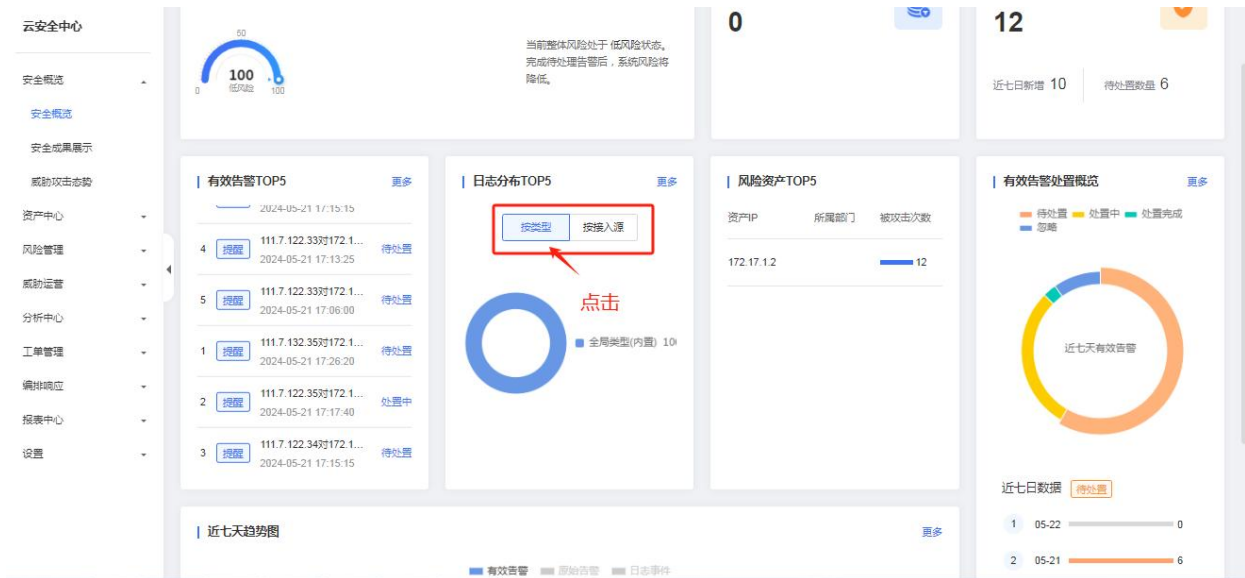 云安全中心
安全概览
安全概览
安全成果展示
威胁攻击态势
资产中心
风险管理
威胁运营
分析中心
工单管理
编排响应
报表中心
设置
50
100
低风险
0
100
当前整体风险处于 低风险状态。
完成待处理告警后，系统风险将
降低。
0
12
近七日新增 10
待处置数量 6
有效告警TOP5
更多
2024-05-21 17:15:15
4 提醒 111.7.122.33对172.1... 待处置
2024-05-21 17:13:25
5 提醒 111.7.122.33对172.1... 待处置
2024-05-21 17:06:00
1 提醒 111.7.132.35对172.1... 待处置
2024-05-21 17:26:20
2 提醒 111.7.122.35对172.1... 处置中
2024-05-21 17:17:40
3 提醒 111.7.122.34对172.1... 待处置
2024-05-21 17:15:15
日志分布TOP5
更多
按类型 按接入源
点击
全局类型(内置) 10
风险资产TOP5
资产IP 所属部门 被攻击次数
172.17.1.2 12
有效告警处置概览
更多
待处置 处置中 处置完成
忽略
近七天有效告警
近七日数据 待处置
1 05-22 0
2 05-21 6
近七天趋势图
更多
有效告警 原始告警 日志事件